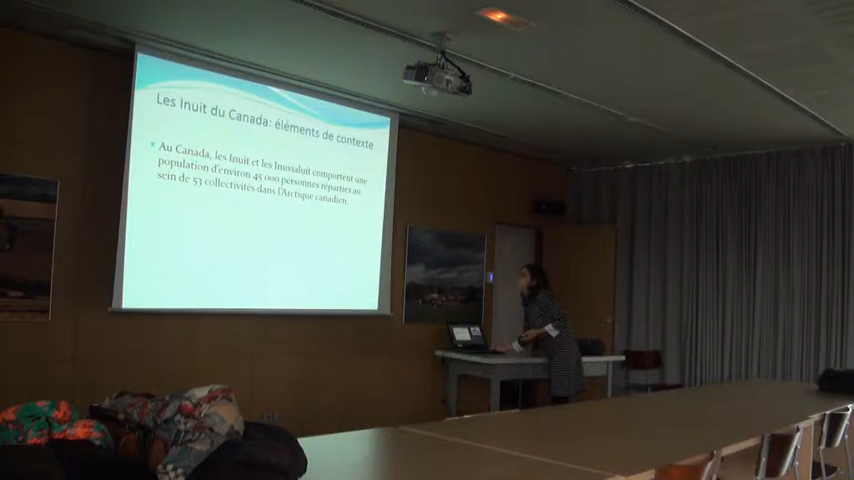 Les Inuit du Canada: éléments de contexte
Au Canada, les Inuit et les Inuvialuit comportent une
population d'environ 45 000 personnes réparties au
sein de 53 collectivités dans l'Arctique canadien.